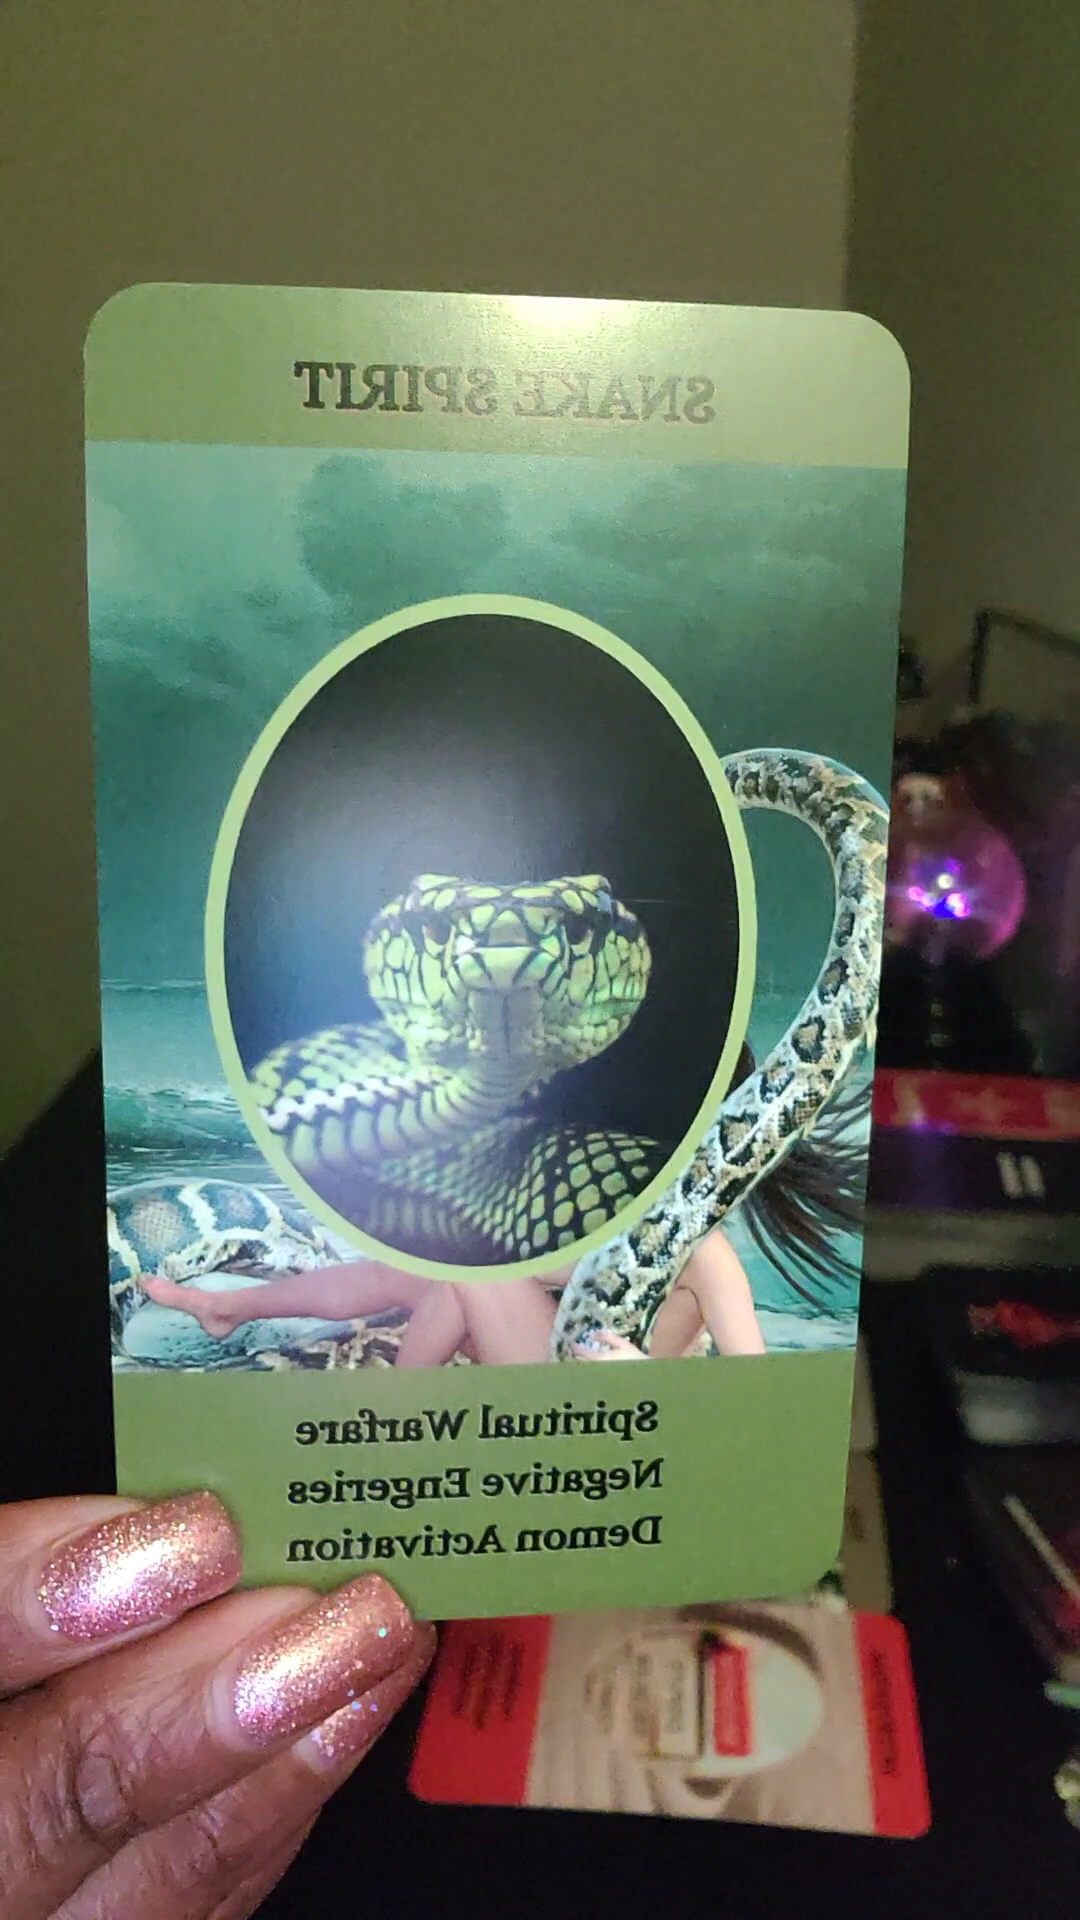 SNAKE SPIRIT
Spiritual Warfare
Negative Engeries
Demon Activation